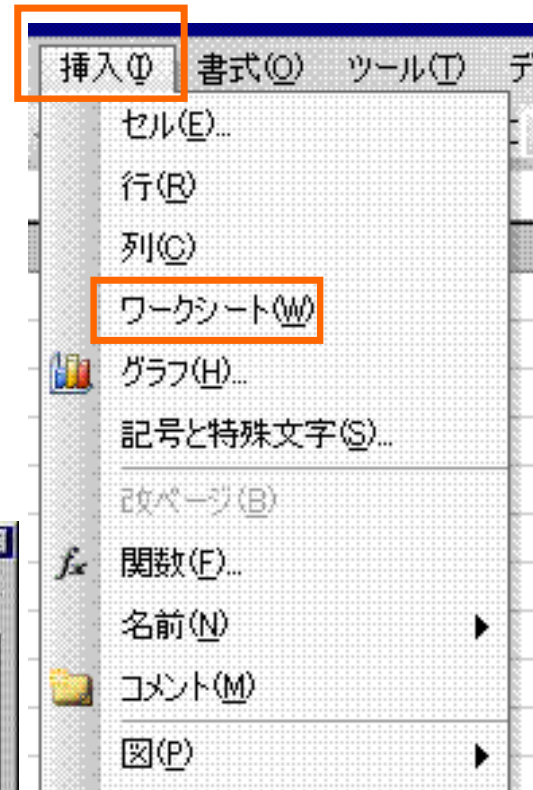 挿入(I) 書式(O) ツール(T) デ
セル(E)...
行(R)
列(C)
ワークシート(W)
グラフ(H)...
記号と特殊文字(S)...
改ページ(B)
fx 関数(F)...
名前(N)
コメント(M)
図(P)